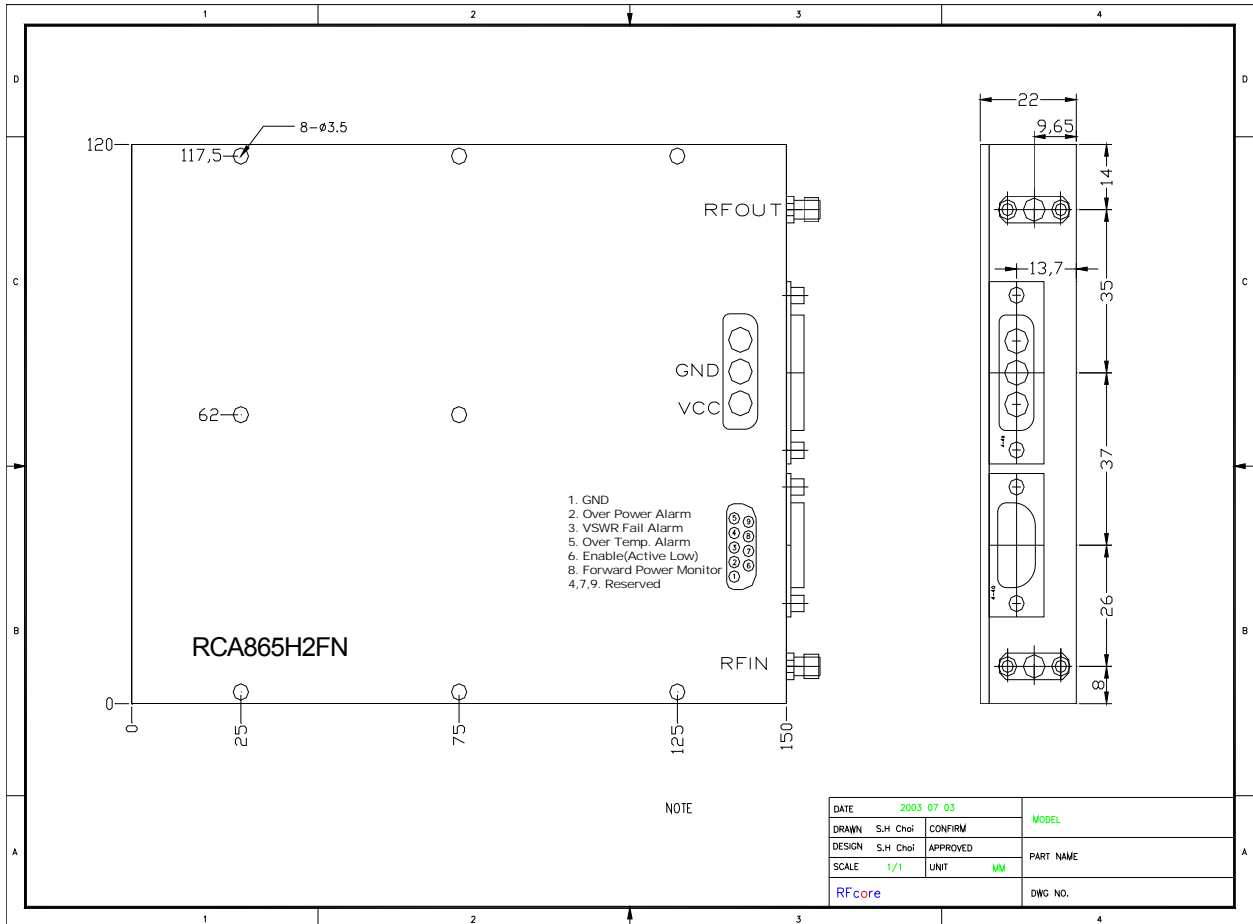 1 2 3 4
D D
22
8-ø3.5
9,65
120
117,5
14
RFOUT
13,7
C C
35
GND
VCC
62
4-40
37
1. GND
2. Over Power Alarm
3. VSWR Fail Alarm
5. Over Temp. Alarm
6. Enable(Active Low)
8. Forward Power Monitor
4,7,9. Reserved
5 9
4 8
3 7
2 6
1
4-40
26
B B
RCA865H2FN
RFIN
8
0
0 25 75 125 150
NOTE
DATE 2003 07 03
MODEL
DRAWN S.H Choi CONFIRM
DESIGN S.H Choi APPROVED
PART NAME
SCALE 1/1 UNIT MM
RFcore
DWG NO.
A A
1 2 3 4